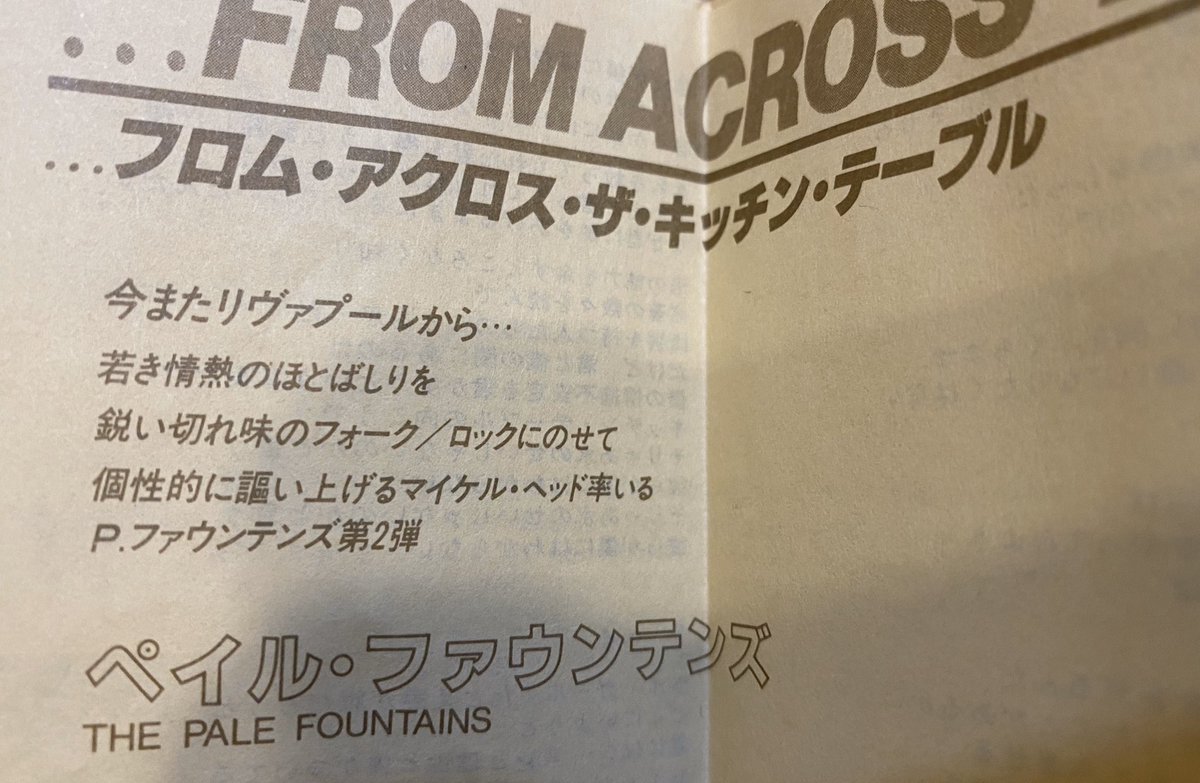 ...FROM ACROSS
...フロム・アクロス・ザ・キッチン・テーブル
今またリヴァプールから…
若き情熱のほとばしりを
鋭い切れ味のフォーク/ロックにのせて
個性的に謳い上げるマイケル・ヘッド率いる
P.ファウンテンズ第2弾
ペイル・ファウンテンズ
THE PALE FOUNTAINS